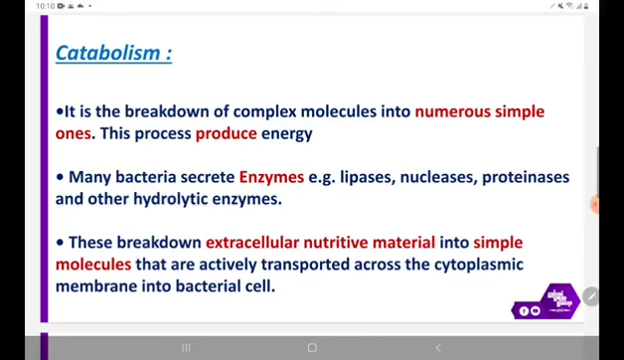 10:10
Catabolism :
•It is the breakdown of complex molecules into numerous simple
ones. This process produce energy
• Many bacteria secrete Enzymes e.g. lipases, nucleases, proteinases
and other hydrolytic enzymes.
• These breakdown extracellular nutritive material into simple
molecules that are actively transported across the cytoplasmic
membrane into bacterial cell.